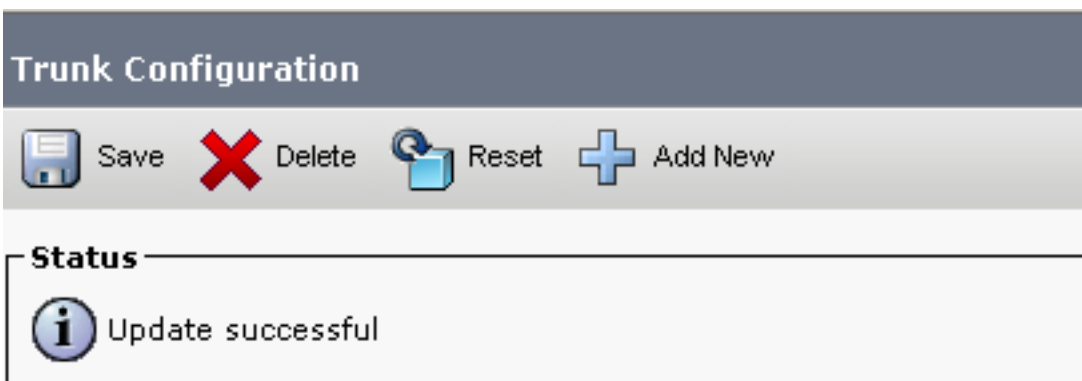 Trunk Configuration
Save Delete Reset Add New
Status
Update successful